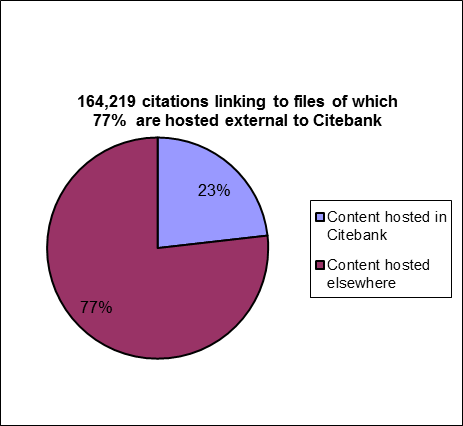 164,219 citations linking to files of which
77% are hosted external to Citebank
23%
77%
Content hosted in
Citebank
Content hosted
elsewhere